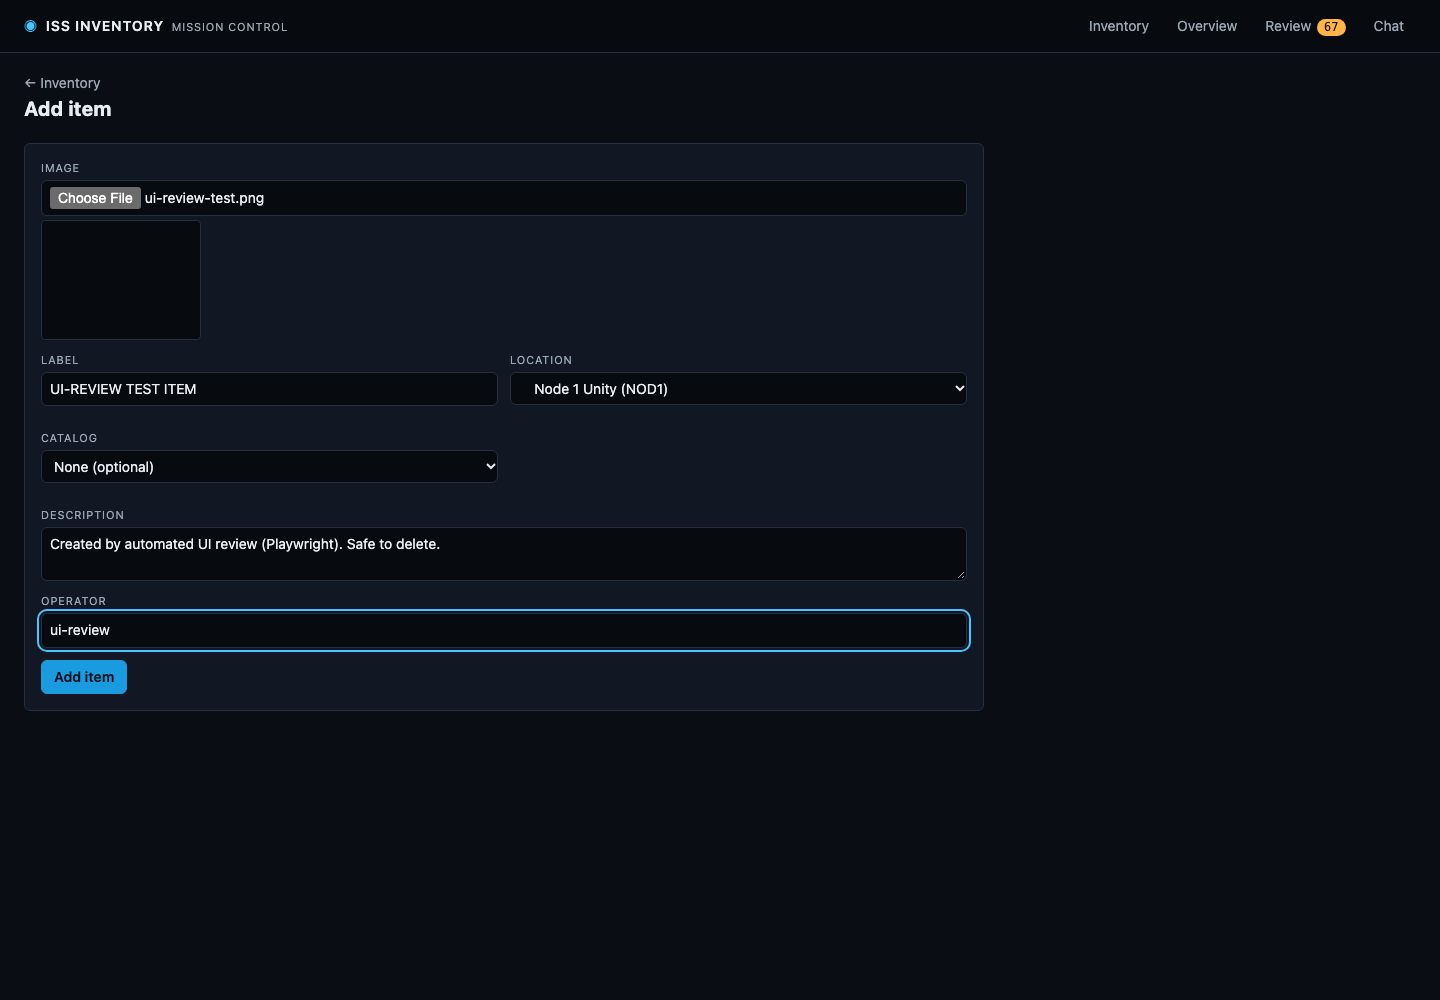 ISS INVENTORY MISSION CONTROL
Inventory Overview Review 67 Chat
← Inventory
Add item
IMAGE
Choose File ui-review-test.png
LABEL LOCATION
UI-REVIEW TEST ITEM Node 1 Unity (NOD1)
CATALOG
None (optional)
DESCRIPTION
Created by automated UI review (Playwright). Safe to delete.
OPERATOR
ui-review
Add item